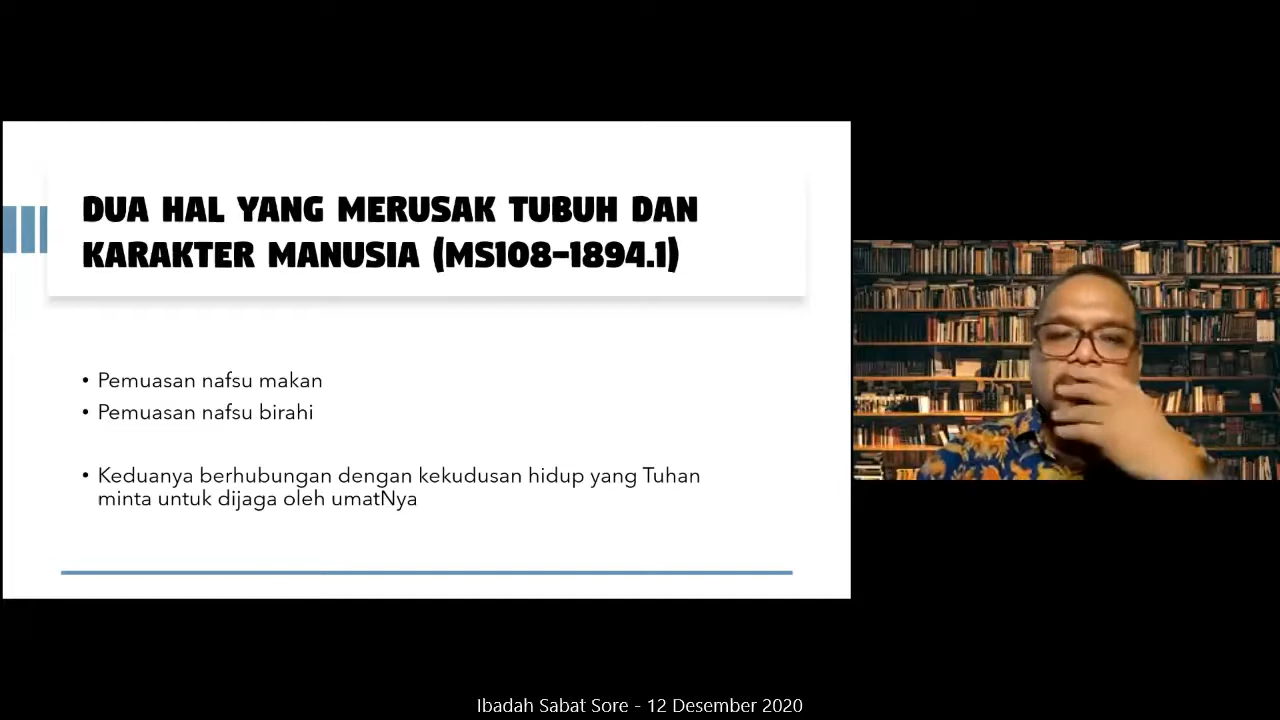 DUA HAL YANG MERUSAK TUBUH DAN
KARAKTER MANUSIA (MS108-1894.1)
• Pemuasan nafsu makan
• Pemuasan nafsu birahi
• Keduanya berhubungan dengan kekudusan hidup yang Tuhan
minta untuk dijaga oleh umatNya
Ibadah Sabat Sore - 12 Desember 2020